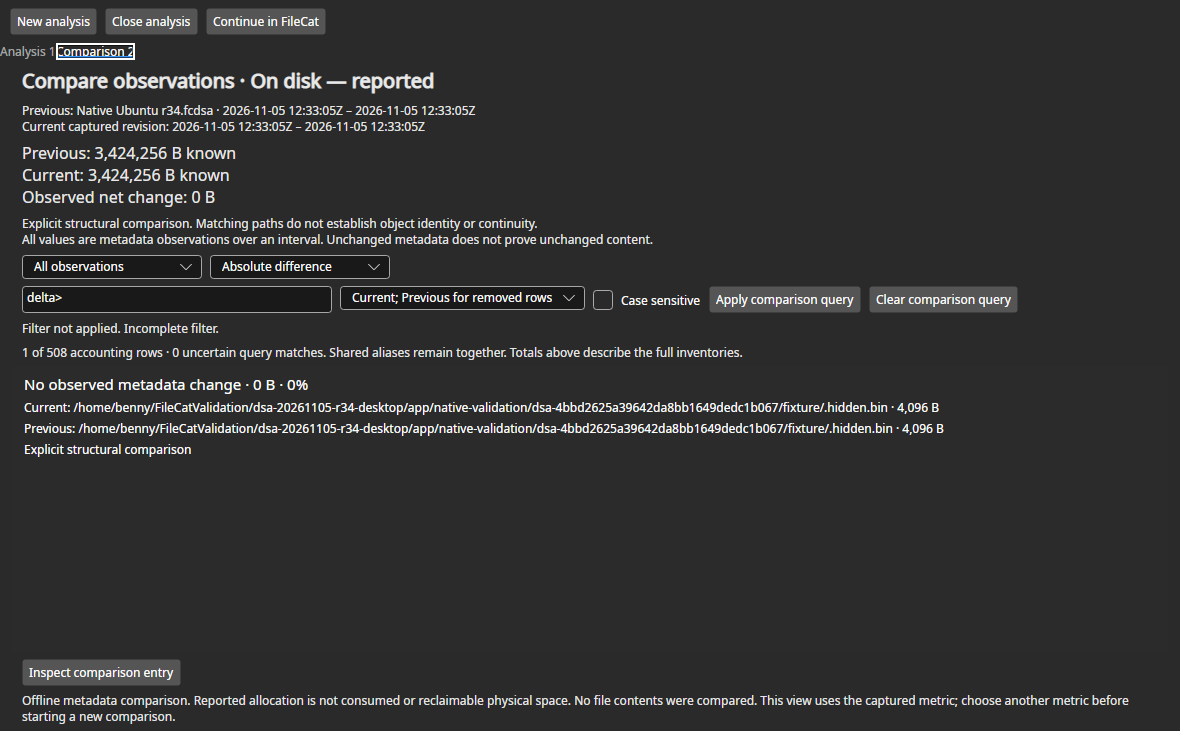 New analysis Close analysis Continue in FileCat
Analysis 1 Comparison 2
Compare observations · On disk — reported
Previous: Native Ubuntu r34.fcdsa · 2026-11-05 12:33:05Z – 2026-11-05 12:33:05Z
Current captured revision: 2026-11-05 12:33:05Z – 2026-11-05 12:33:05Z
Previous: 3,424,256 B known
Current: 3,424,256 B known
Observed net change: 0 B
Explicit structural comparison. Matching paths do not establish object identity or continuity.
All values are metadata observations over an interval. Unchanged metadata does not prove unchanged content.
All observations Absolute difference
delta> Current; Previous for removed rows Case sensitive Apply comparison query Clear comparison query
Filter not applied. Incomplete filter.
1 of 508 accounting rows · 0 uncertain query matches. Shared aliases remain together. Totals above describe the full inventories.
No observed metadata change · 0 B · 0%
Current: /home/benny/FileCatValidation/dsa-20261105-r34-desktop/app/native-validation/dsa-4bbd2625a39642da8bb1649dedc1b067/fixture/.hidden.bin · 4,096 B
Previous: /home/benny/FileCatValidation/dsa-20261105-r34-desktop/app/native-validation/dsa-4bbd2625a39642da8bb1649dedc1b067/fixture/.hidden.bin · 4,096 B
Explicit structural comparison
Inspect comparison entry
Offline metadata comparison. Reported allocation is not consumed or reclaimable physical space. No file contents were compared. This view uses the captured metric; choose another metric before
starting a new comparison.